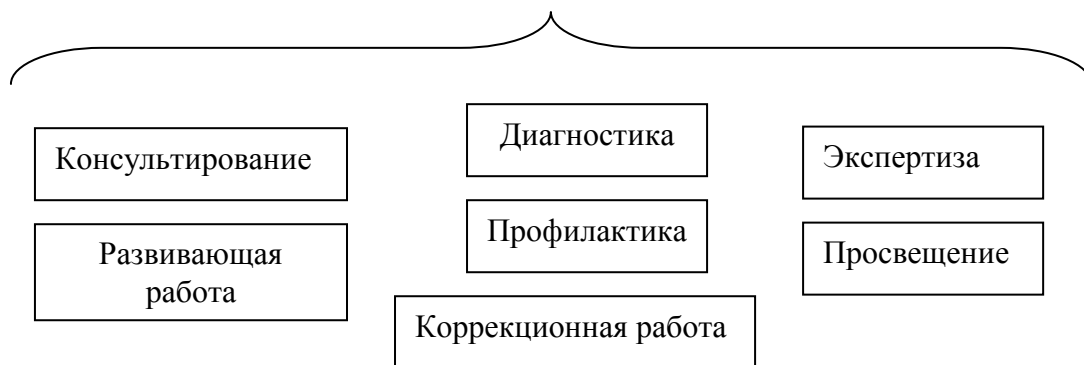 Консультирование
Развивающая
работа
Диагностика
Профилактика
Коррекционная работа
Экспертиза
Просвещение